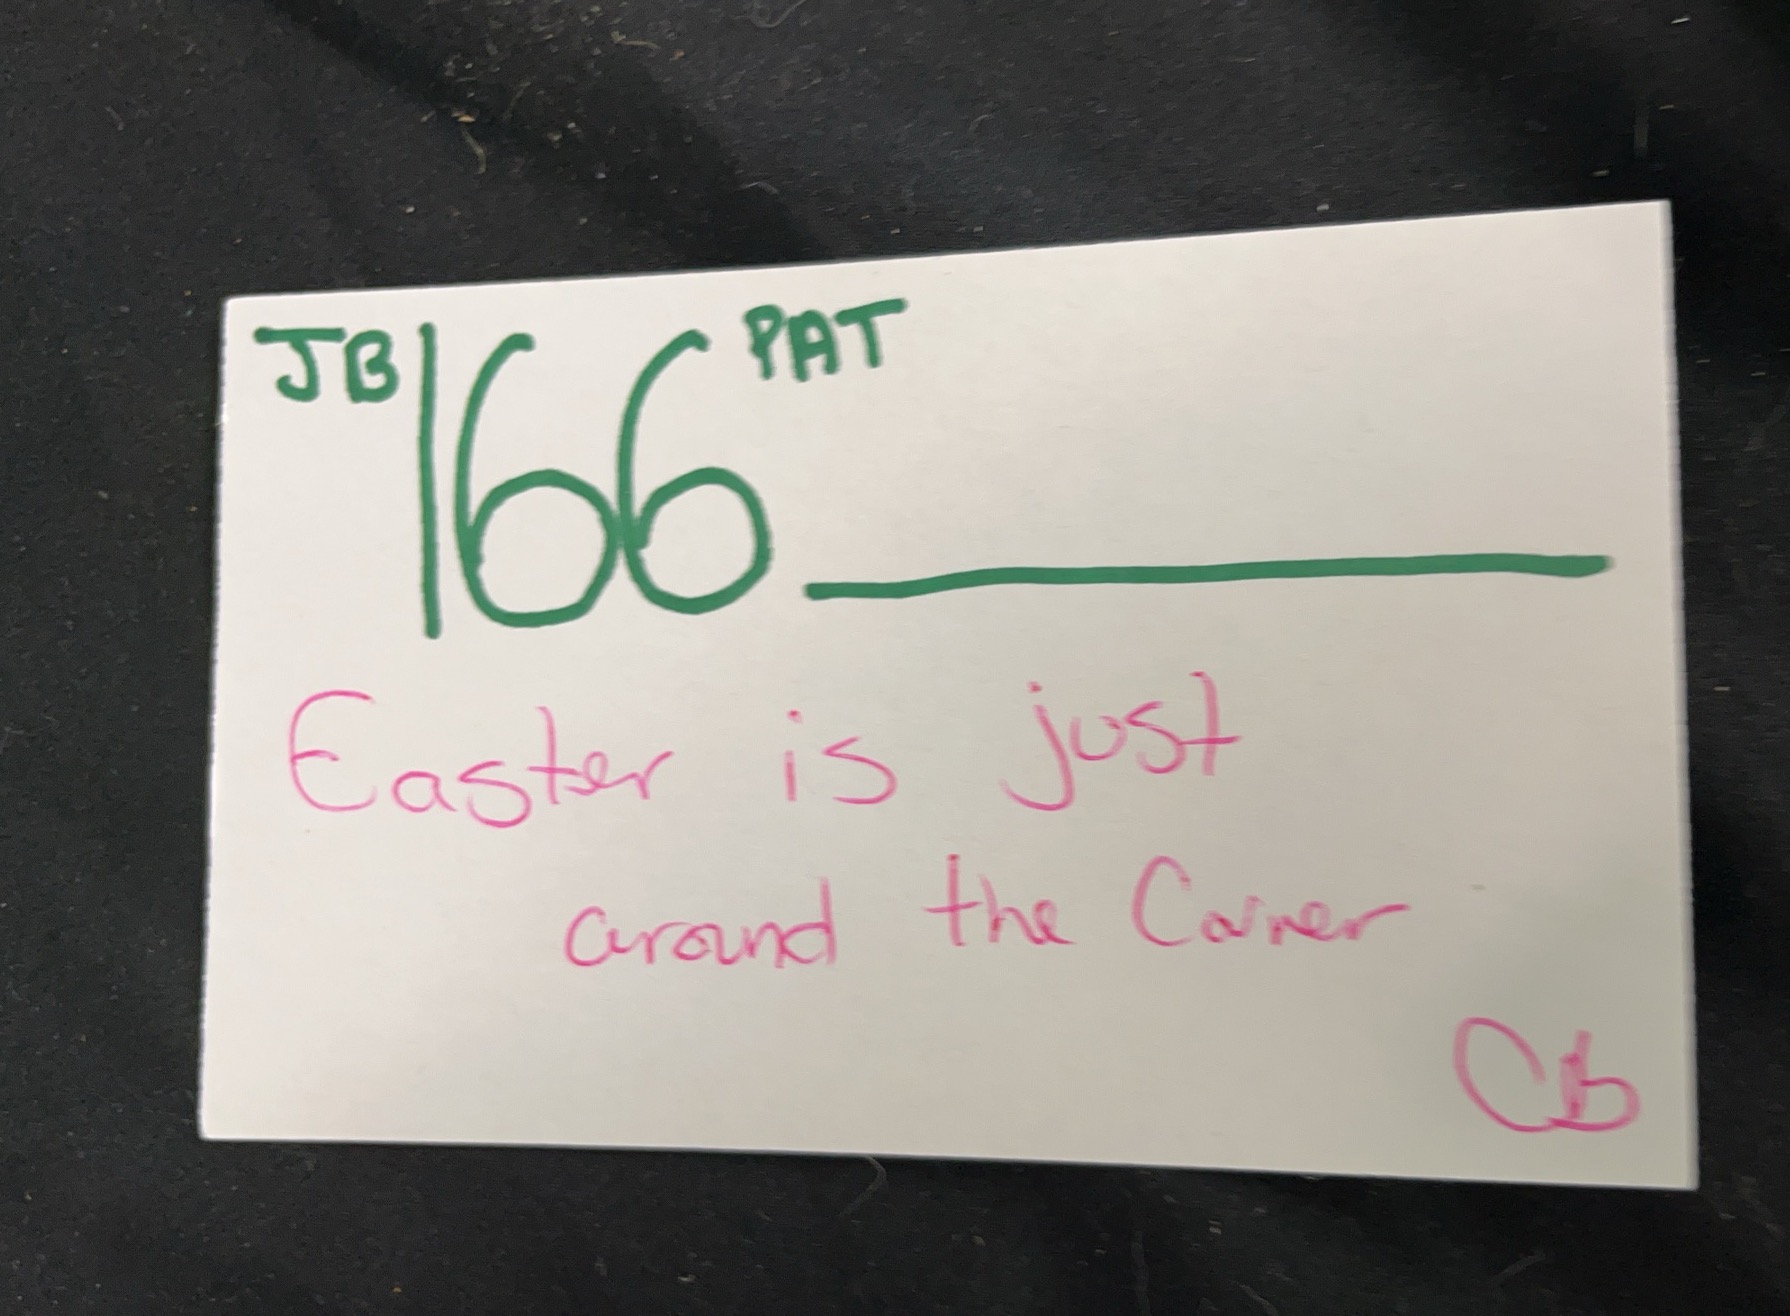 JB 166 PAT
Easter is just
around the Corner
Cb